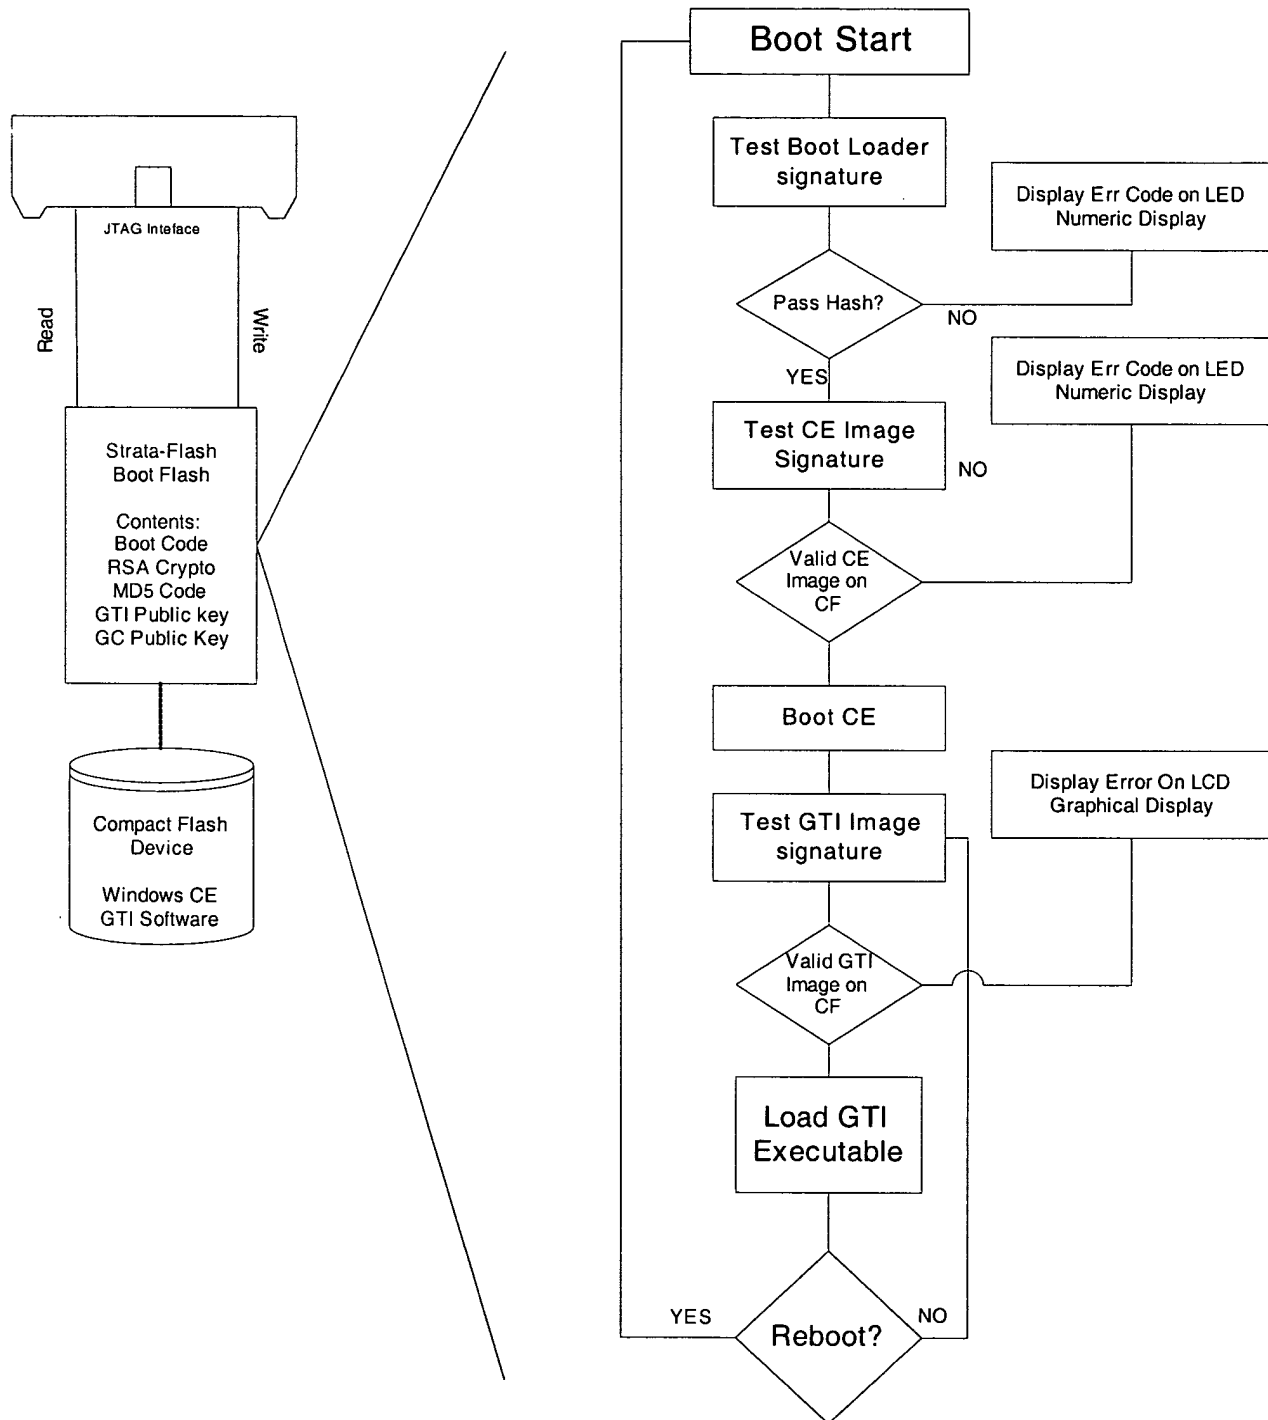 Boot Start
Test Boot Loader
signature
Display Err Code on LED
Numeric Display
JTAG Inteface
Read
Write
Pass Hash?
NO
YES
Display Err Code on LED
Numeric Display
Test CE Image
Signature
NO
Strata-Flash
Boot Flash
Contents:
Boot Code
RSA Crypto
MD5 Code
GTI Public key
GC Public Key
Valid CE
Image on
CF
Boot CE
Display Error On LCD
Graphical Display
Test GTI Image
signature
Compact Flash
Device
Windows CE
GTI Software
Valid GTI
Image on
CF
Load GTI
Executable
YES
NO
Reboot?